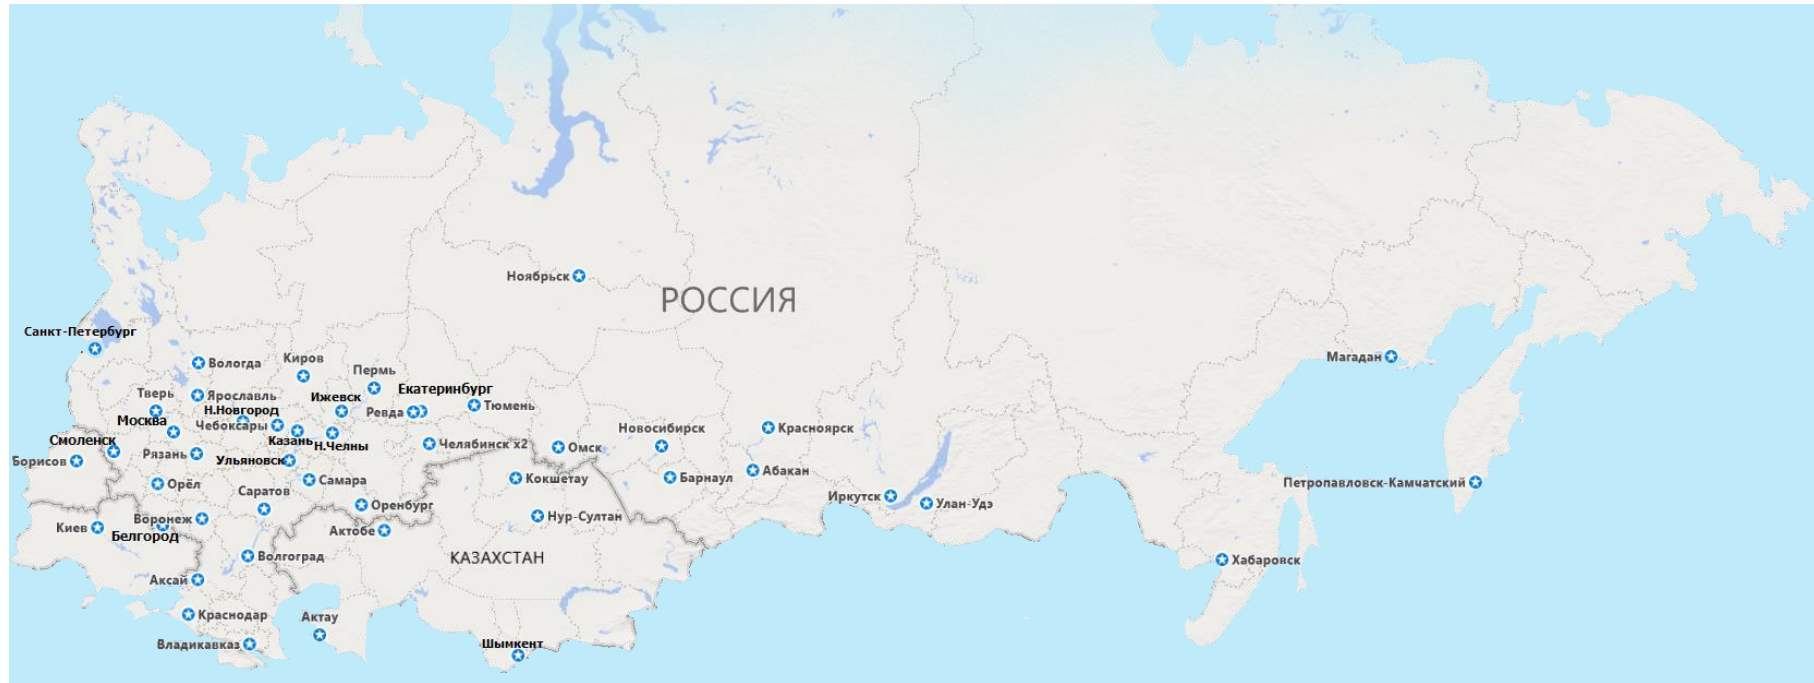 Ноябрьск
РОССИЯ
Санкт-Петербург
Вологда
Киров
Магадан
Пермь
Екатеринбург
Тверь
Ярославль
Ижевск
Ревда
Тюмень
Н.Новгород
Москва
Чебоксары
Казань
Н.Челны
Новосибирск
Красноярск
Смоленск
Челябинск x2
Омск
Рязань
Ульяновск
Борисов
Абакан
Самара
Кокшетау
Барнаул
Орёл
Петропавловск-Камчатский
Саратов
Иркутск
Улан-Удэ
Оренбург
Воронеж
Нур-Султан
Киев
Белгород
Актобе
Волгоград
КАЗАХСТАН
Хабаровск
Аксай
Краснодар
Актау
Владикавказ
Шымкент